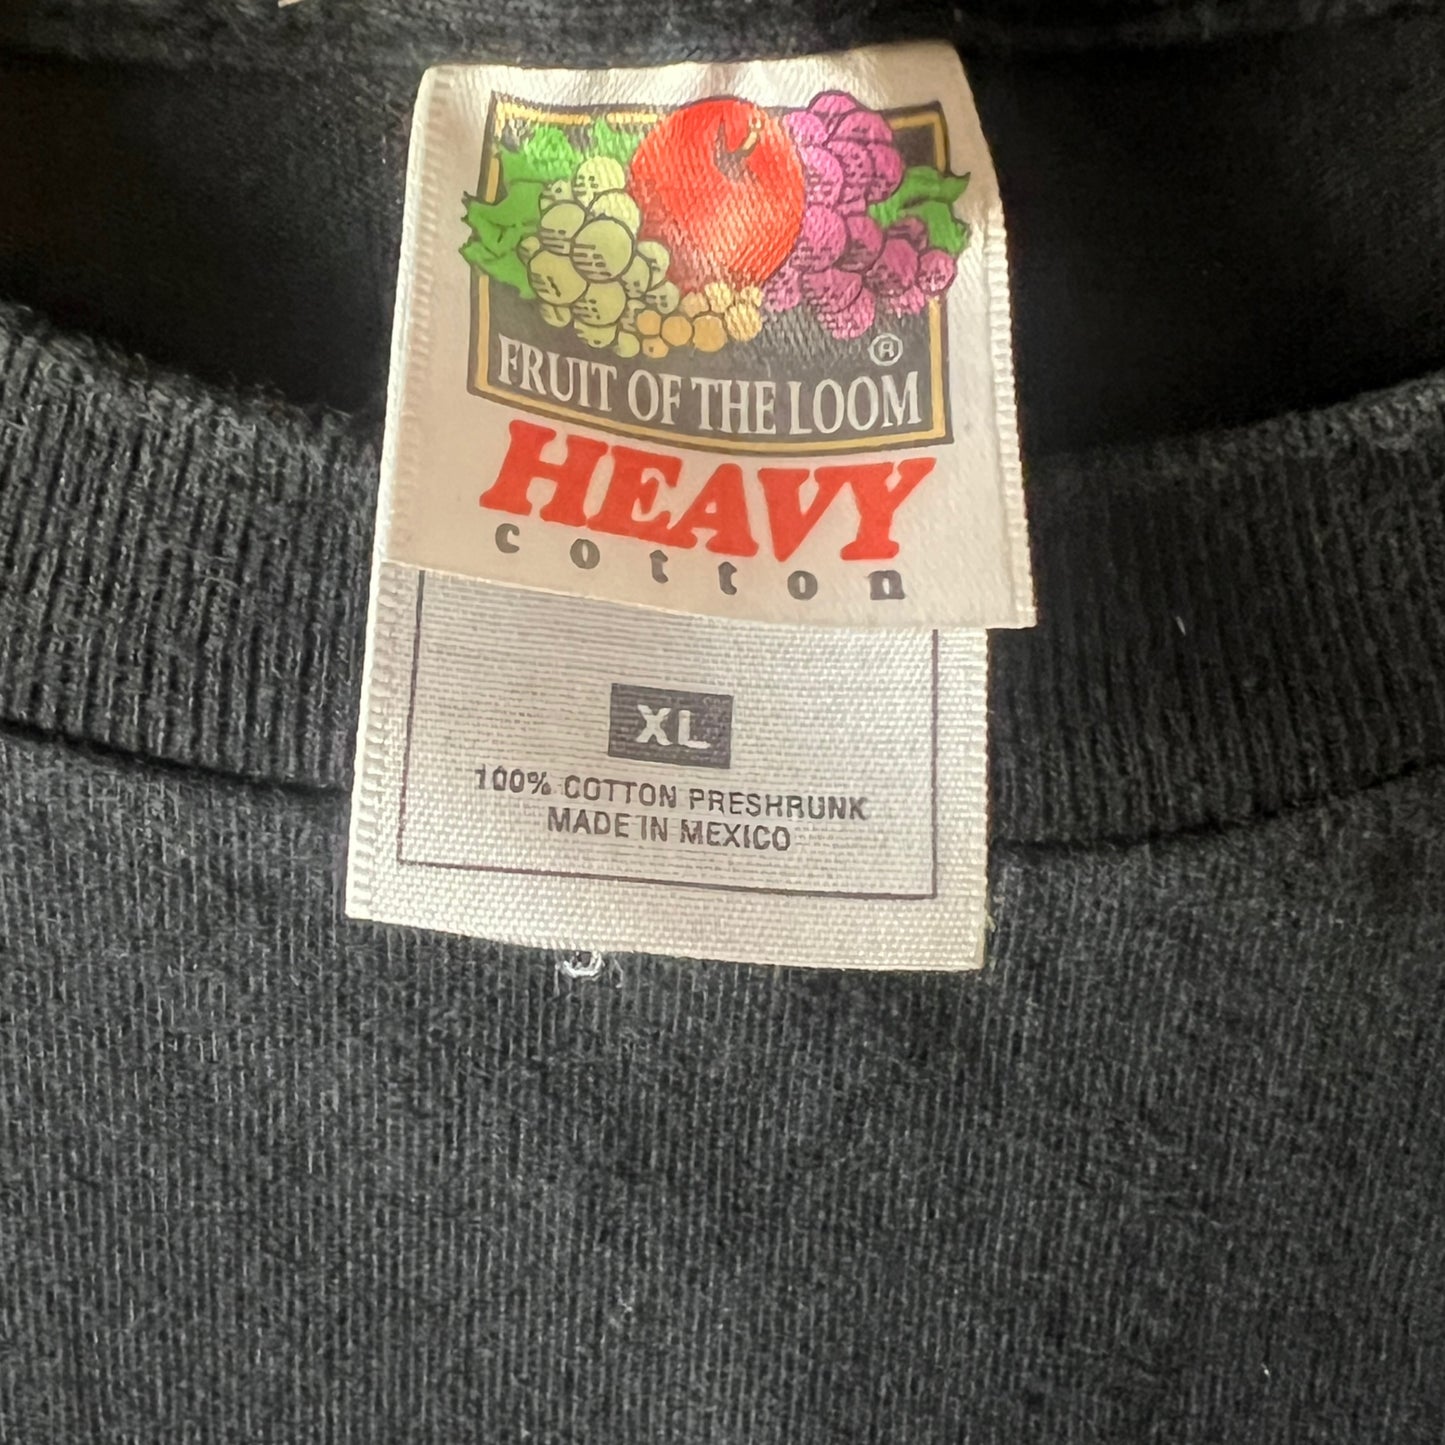 ®
FRUIT OF THE LOOM
HEAVY
cotton
XL
100% COTTON PRESHRUNK
MADE IN MEXICO